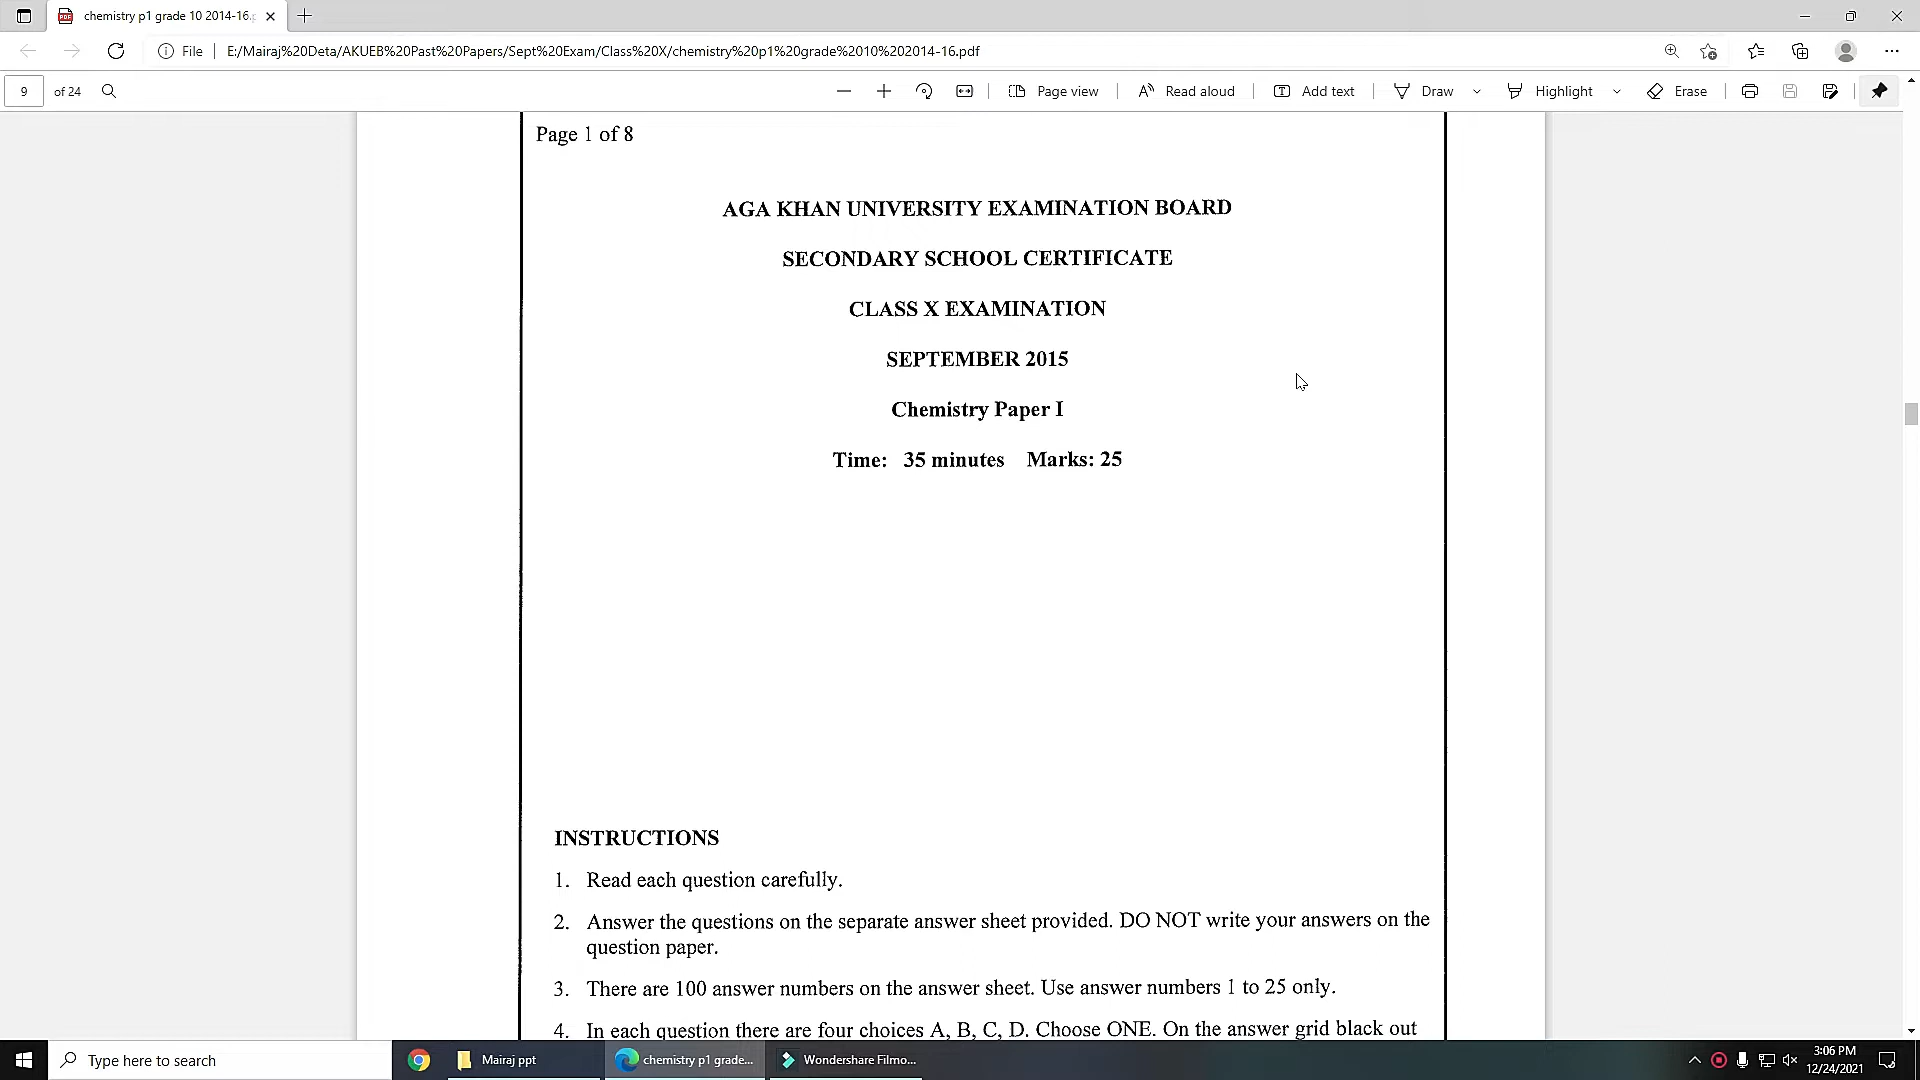 chemistry p1 grade 10 2014-16.p
File
E:/Mairaj%20Deta/AKUEB%20Past%20Papers/Sept%20Exam/Class%20X/chemistry%20p1%20grade%2010%202014-16.pdf
9 of 24
Page view
Read aloud
Add text
Draw
Highlight
Erase
Page 1 of 8
AGA KHAN UNIVERSITY EXAMINATION BOARD
SECONDARY SCHOOL CERTIFICATE
CLASS X EXAMINATION
SEPTEMBER 2015
Chemistry Paper I
Time: 35 minutes Marks: 25
INSTRUCTIONS
1. Read each question carefully.
2. Answer the questions on the separate answer sheet provided. DO NOT write your answers on the
question paper.
3. There are 100 answer numbers on the answer sheet. Use answer numbers 1 to 25 only.
4. In each question there are four choices A, B, C, D. Choose ONE. On the answer grid black out
Type here to search
Mairaj ppt
chemistry p1 grade...
Wondershare Filmo...
3:06 PM
12/24/2021